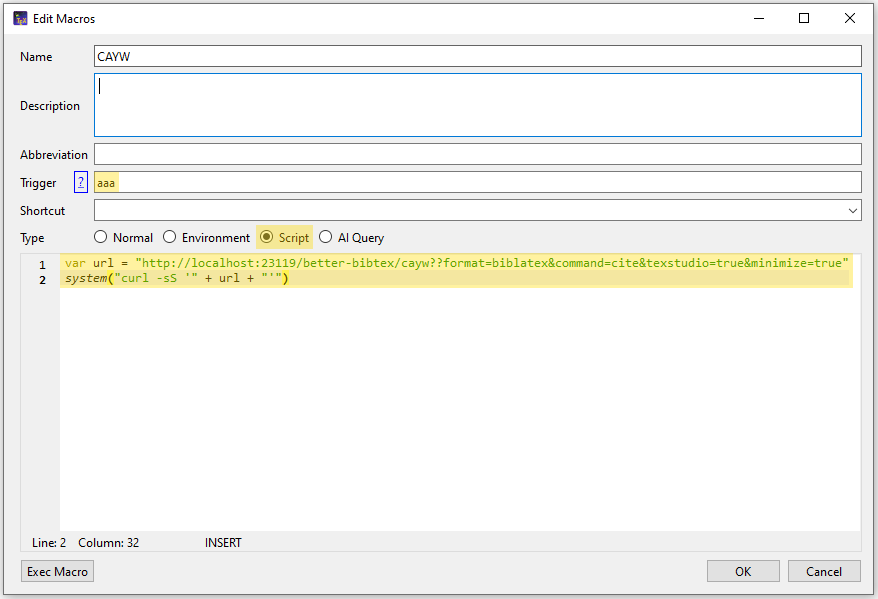 Edit Macros
Name CAYW
Description
Abbreviation
Trigger ? aaa
Shortcut
Type Normal Environment Script AI Query
1 var url = "http://localhost:23119/better-bibtex/cayw??format=biblatex&command=cite&texstudio=true&minimize=true"
2 system("curl -sS '" + url + "'")
Line: 2 Column: 32 INSERT
Exec Macro OK Cancel